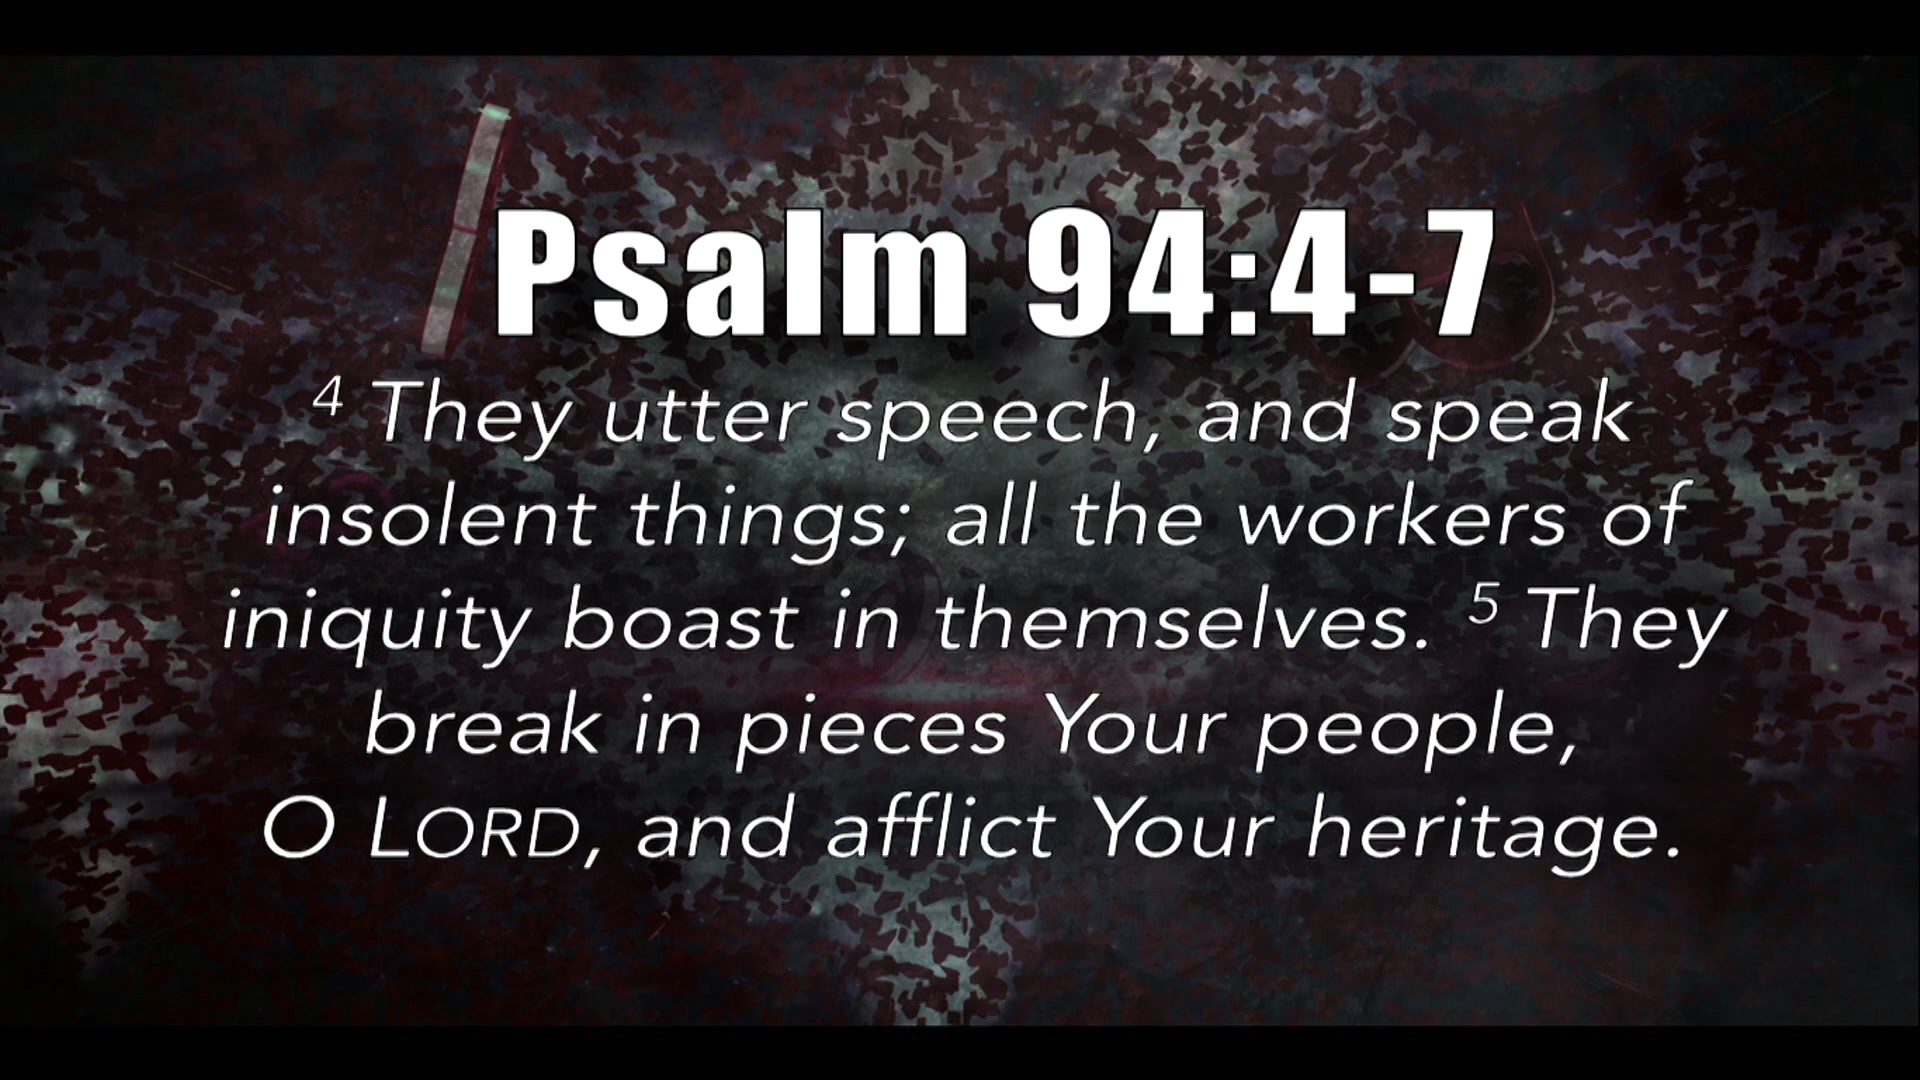 Psalm 94:4-7
4 They utter speech, and speak
insolent things; all the workers of
iniquity boast in themselves. 5 They
break in pieces Your people,
O LORD, and afflict Your heritage.